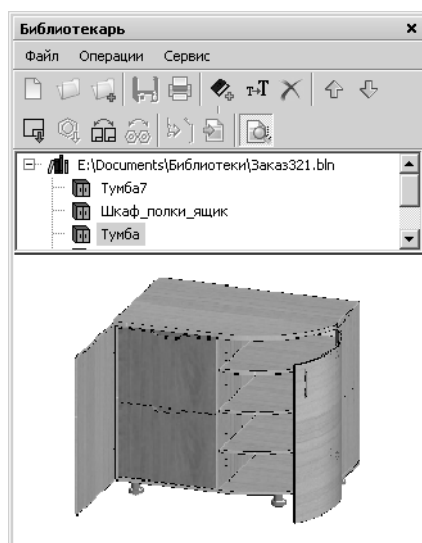 Библиотекарь
Файл Операции Сервис
T→T
E:\Documents\Библиотеки\Заказ321.bln
Тумба7
Шкаф_полки_ящик
Тумба